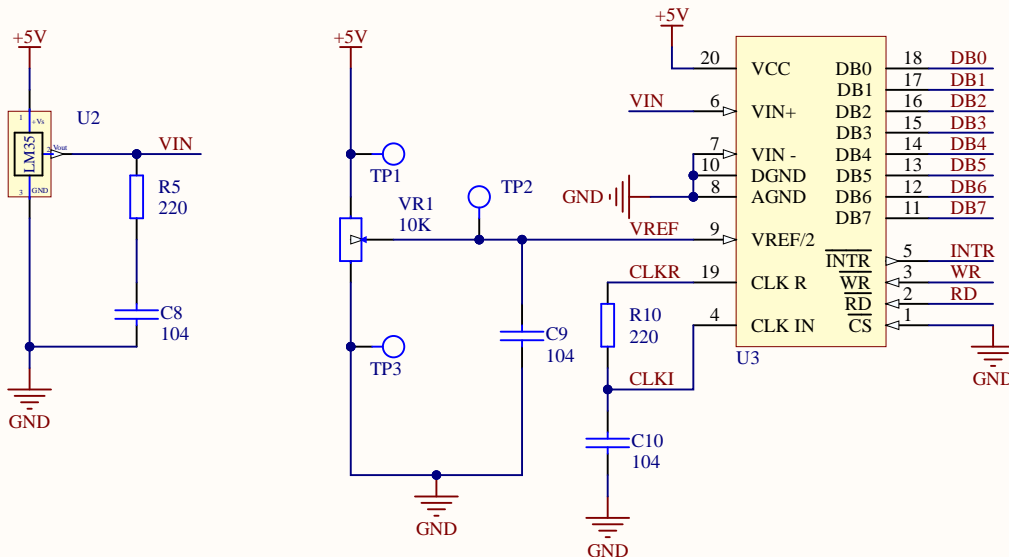 +5V
1
+Vs
LM35
2
Vout
3
GND
U2
VIN
R5
220
C8
104
GND
+5V
TP1
VR1
10K
TP2
VREF
TP3
C9
104
GND
+5V
VIN
GND
CLKR
R10
220
CLKI
C10
104
GND
20 VCC
6 VIN+
7 VIN -
10 DGND
8 AGND
9 VREF/2
19 CLK R
4 CLK IN
DB0 18 DB0
DB1 17 DB1
DB2 16 DB2
DB3 15 DB3
DB4 14 DB4
DB5 13 DB5
DB6 12 DB6
DB7 11 DB7
INTR 5 INTR
WR 3 WR
RD 2 RD
CS 1
U3
GND